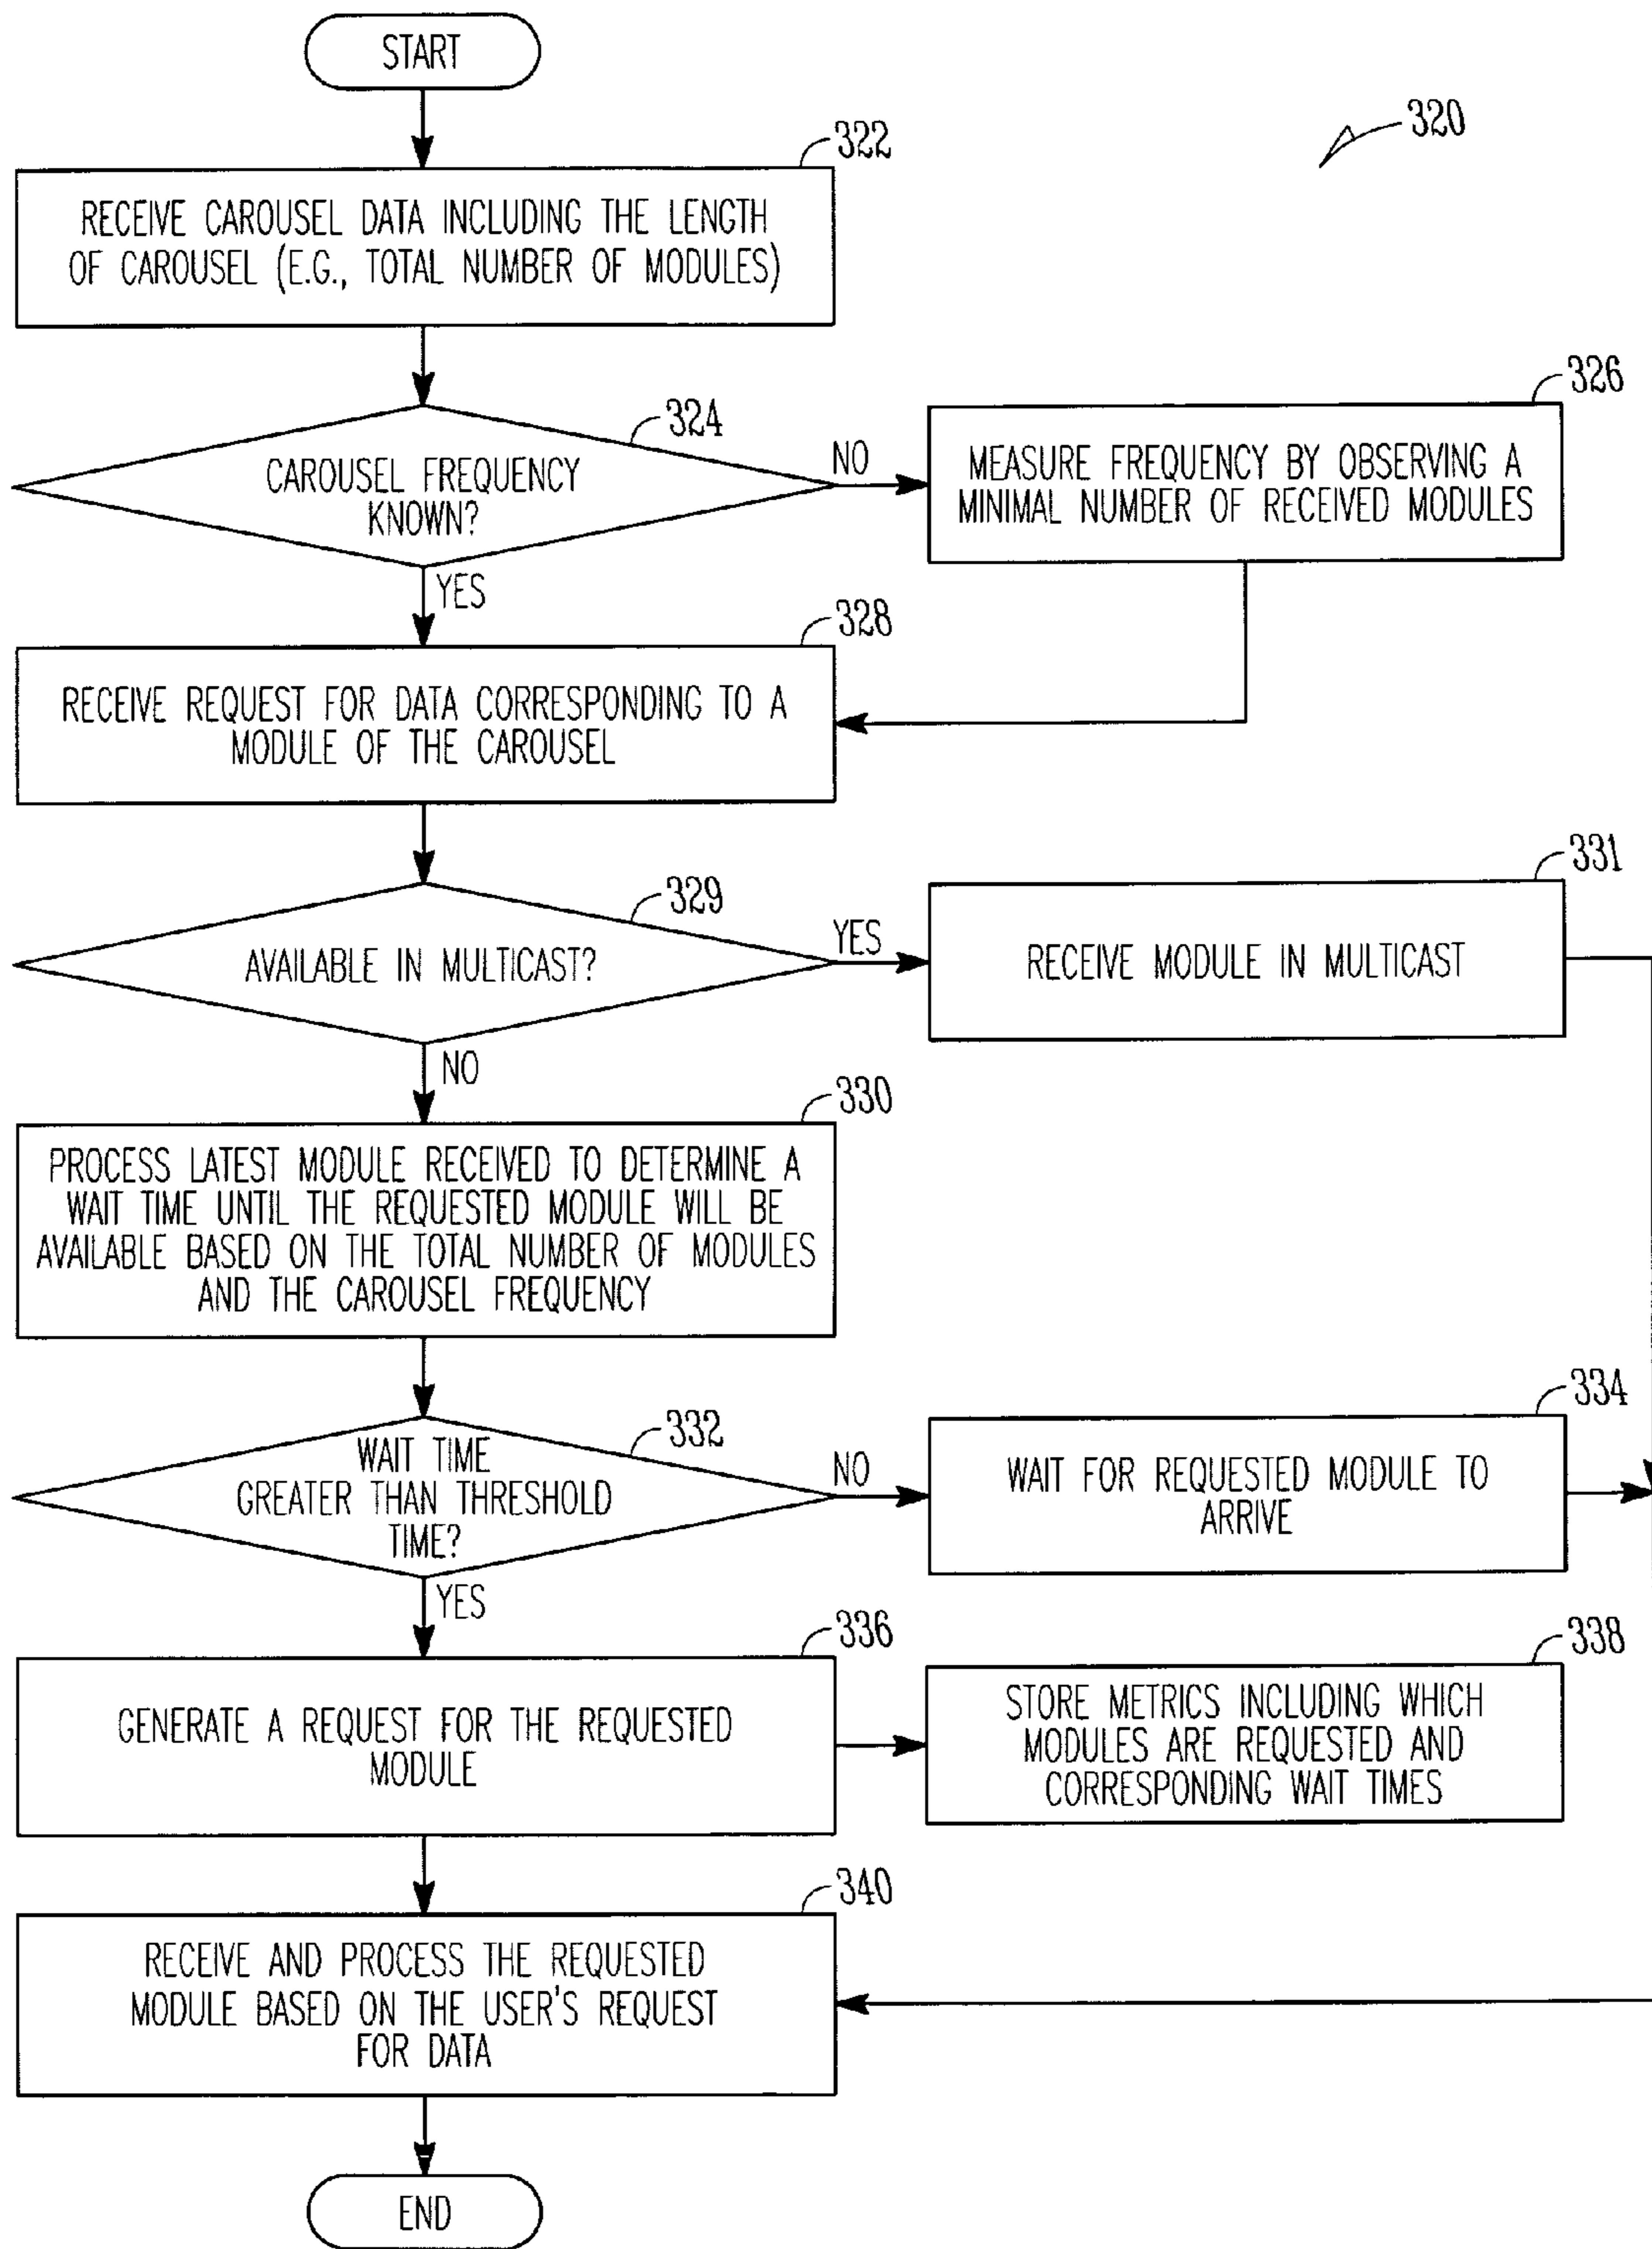 START
320
322
RECEIVE CAROUSEL DATA INCLUDING THE LENGTH
OF CAROUSEL (E.G., TOTAL NUMBER OF MODULES)
324
CAROUSEL FREQUENCY
KNOWN?
NO
326
MEASURE FREQUENCY BY OBSERVING A
MINIMAL NUMBER OF RECEIVED MODULES
YES
328
RECEIVE REQUEST FOR DATA CORRESPONDING TO A
MODULE OF THE CAROUSEL
329
AVAILABLE IN MULTICAST?
YES
331
RECEIVE MODULE IN MULTICAST
NO
330
PROCESS LATEST MODULE RECEIVED TO DETERMINE A
WAIT TIME UNTIL THE REQUESTED MODULE WILL BE
AVAILABLE BASED ON THE TOTAL NUMBER OF MODULES
AND THE CAROUSEL FREQUENCY
332
WAIT TIME
GREATER THAN THRESHOLD
TIME?
NO
334
WAIT FOR REQUESTED MODULE TO
ARRIVE
YES
336
GENERATE A REQUEST FOR THE REQUESTED
MODULE
338
STORE METRICS INCLUDING WHICH
MODULES ARE REQUESTED AND
CORRESPONDING WAIT TIMES
340
RECEIVE AND PROCESS THE REQUESTED
MODULE BASED ON THE USER'S REQUEST
FOR DATA
END